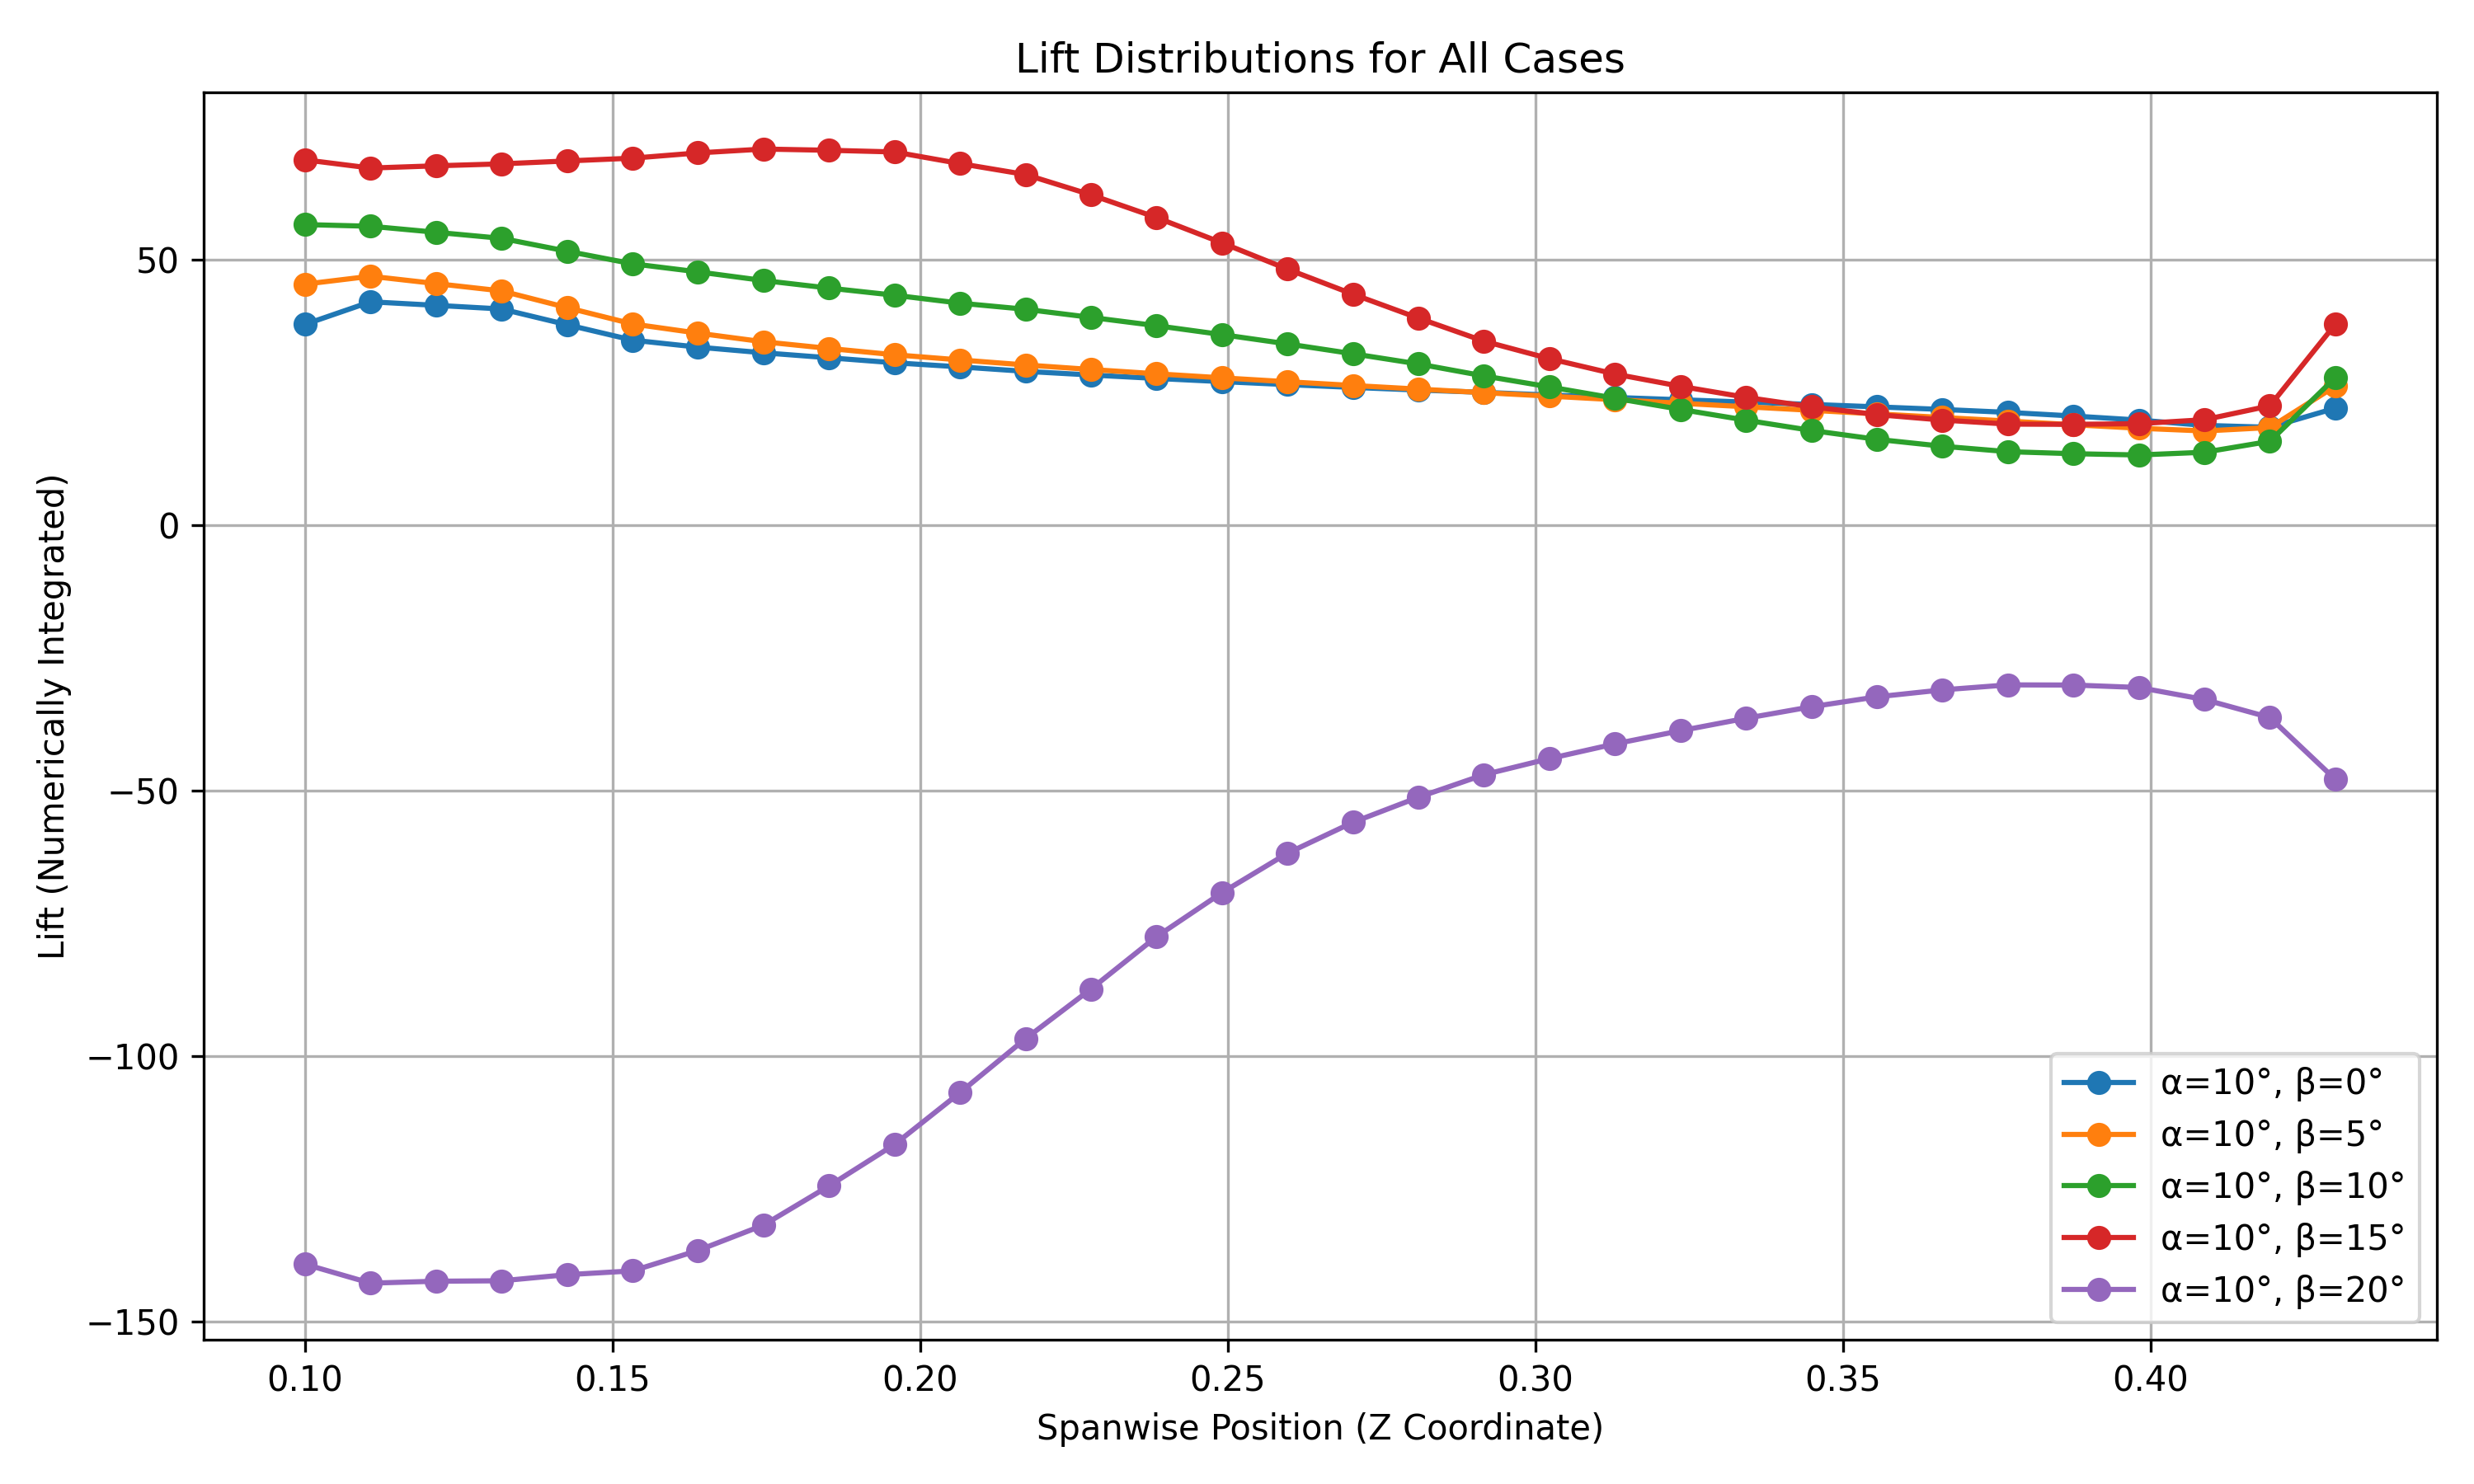 Lift Distributions for All Cases
Lift (Numerically Integrated)
50
0
−50
−100
−150
0.10 0.15 0.20 0.25 0.30 0.35 0.40
Spanwise Position (Z Coordinate)
α=10°, β=0°
α=10°, β=5°
α=10°, β=10°
α=10°, β=15°
α=10°, β=20°